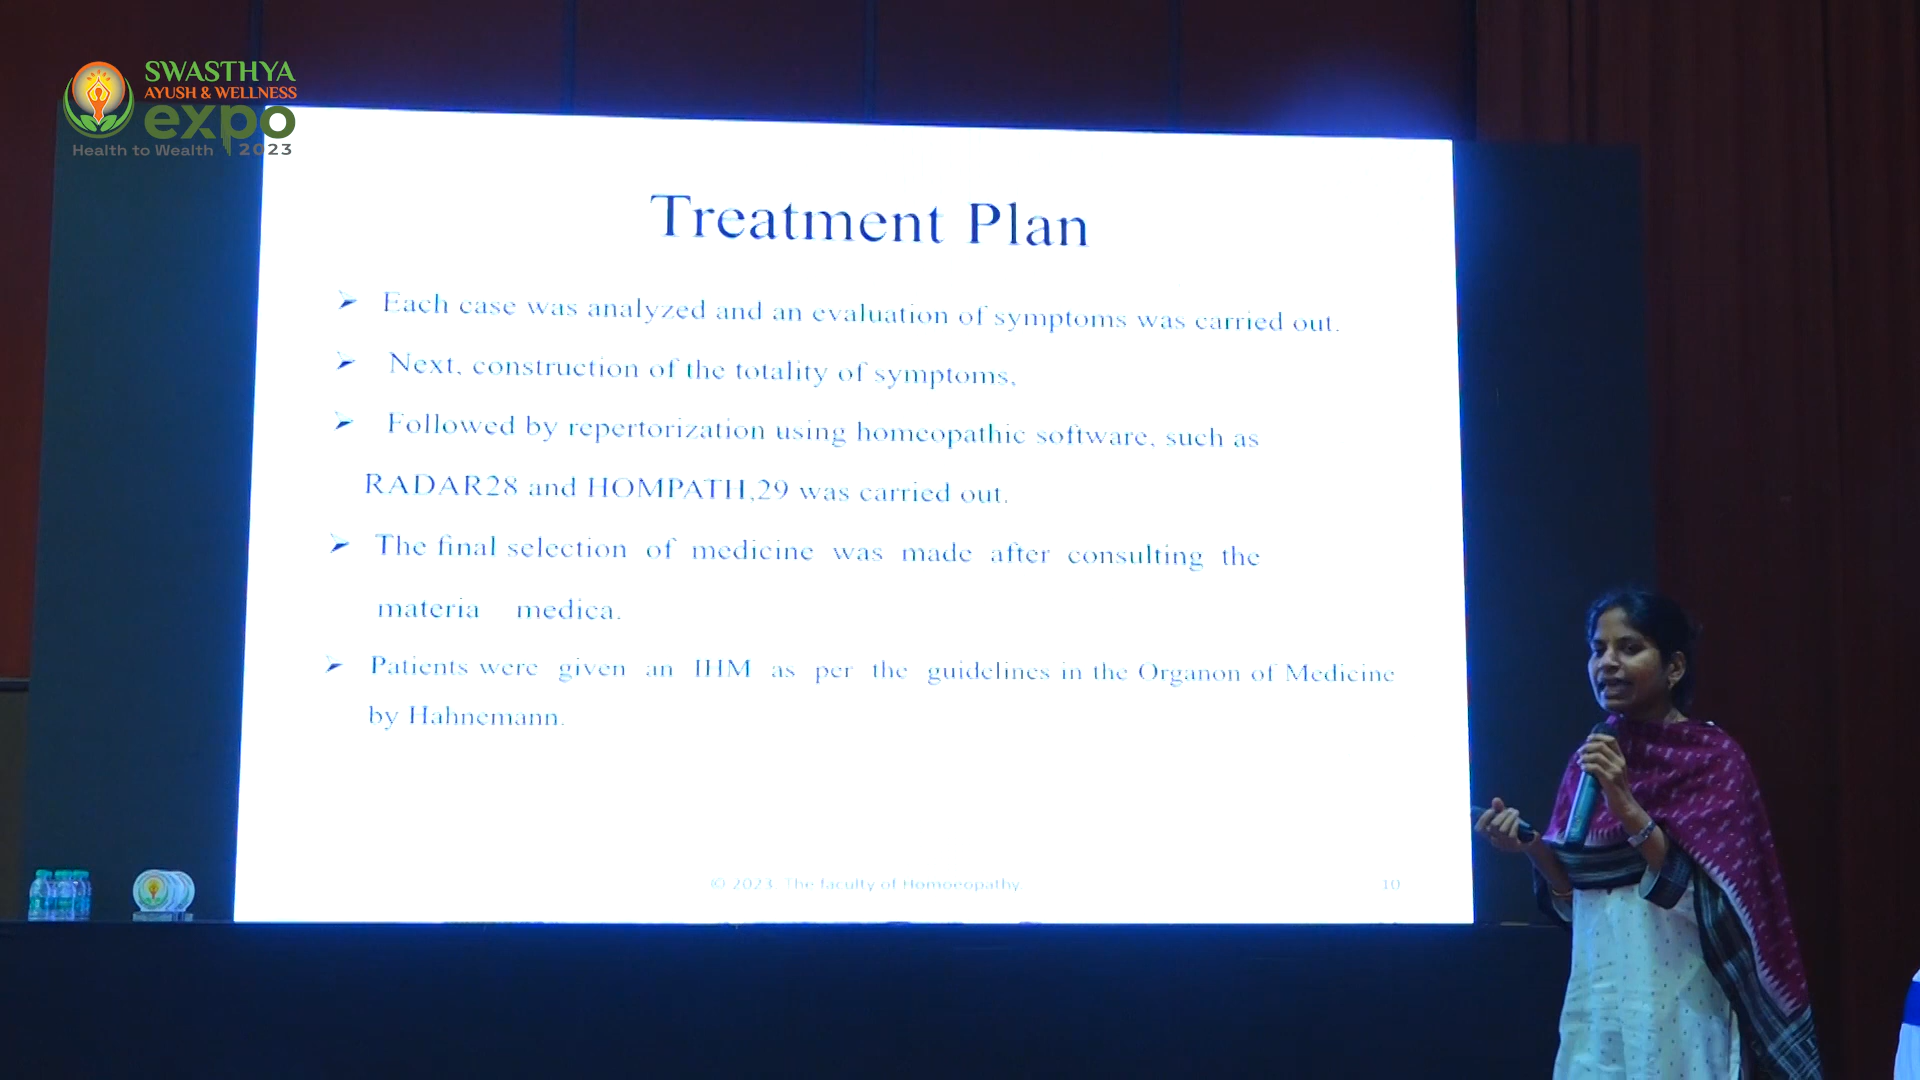 SWASTHYA
AYUSH & WELLNESS
expo
Health to Wealth 2023
Treatment Plan
➢ Each case was analyzed and an evaluation of symptoms was carried out.
➢ Next, construction of the totality of symptoms,
➢ Followed by repertorization using homeopathic software, such as
RADAR28 and HOMPATH,29 was carried out.
➢ The final selection of medicine was made after consulting the
materia medica.
➢ Patients were given an IHM as per the guidelines in the Organon of Medicine
by Hahnemann.
© 2023 The faculty of Homoeopathy
10